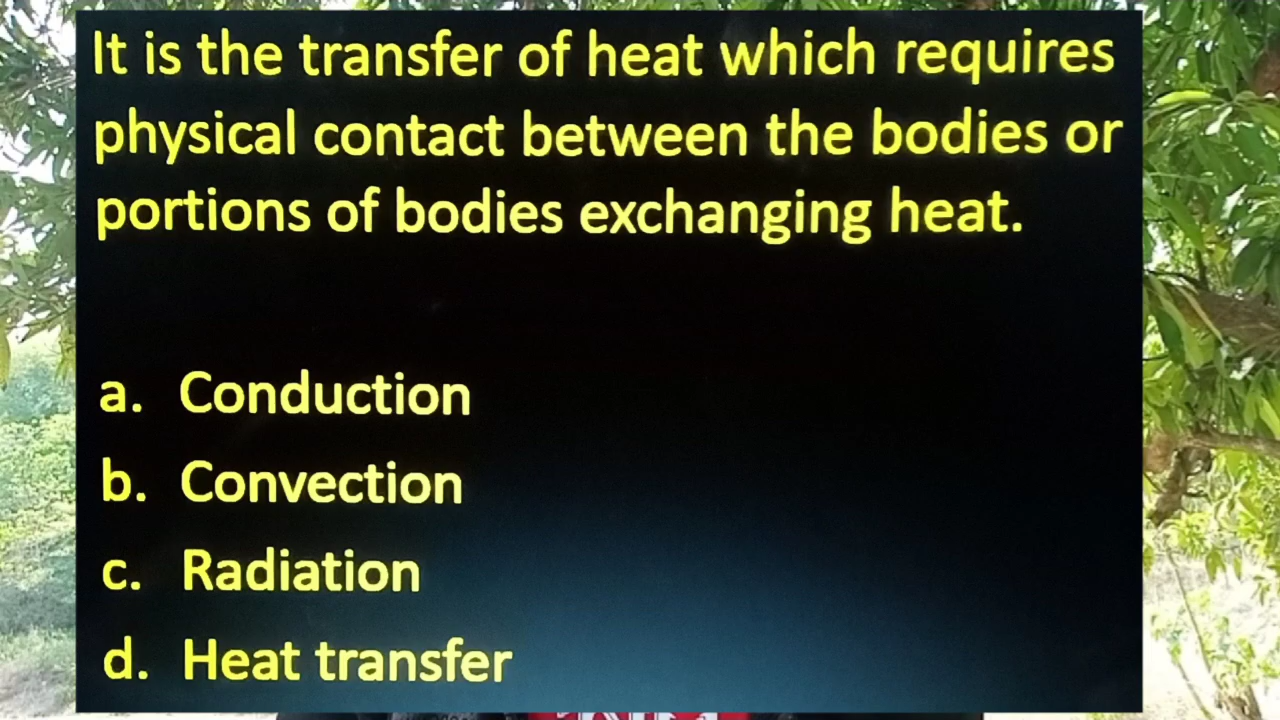 It is the transfer of heat which requires
physical contact between the bodies or
portions of bodies exchanging heat.
a. Conduction
b. Convection
c. Radiation
d. Heat transfer